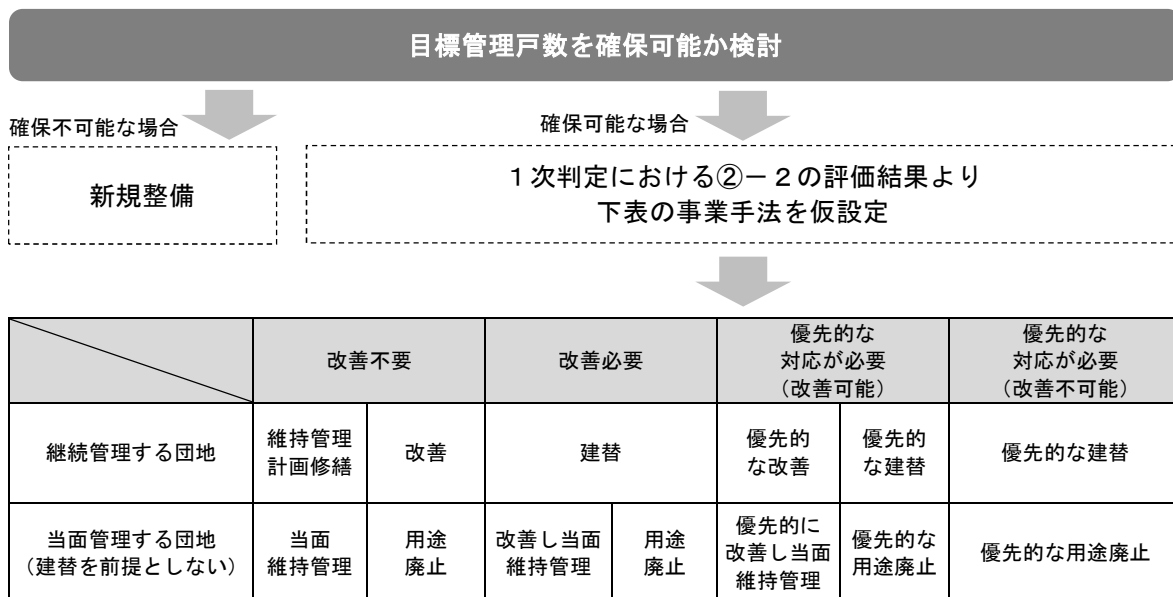 目標管理戸数を確保可能か検討
確保不可能な場合
確保可能な場合
新規整備
1次判定における②－2の評価結果より
下表の事業手法を仮設定
改善不要
改善必要
優先的な
対応が必要
（改善可能）
優先的な
対応が必要
（改善不可能）
継続管理する団地
維持管理
計画修繕
改善
建替
優先的
な改善
優先的
な建替
優先的な建替
当面管理する団地
（建替を前提としない）
当面
維持管理
用途
廃止
改善し当面
維持管理
用途
廃止
優先的に
改善し当面
維持管理
優先的な
用途廃止
優先的な用途廃止